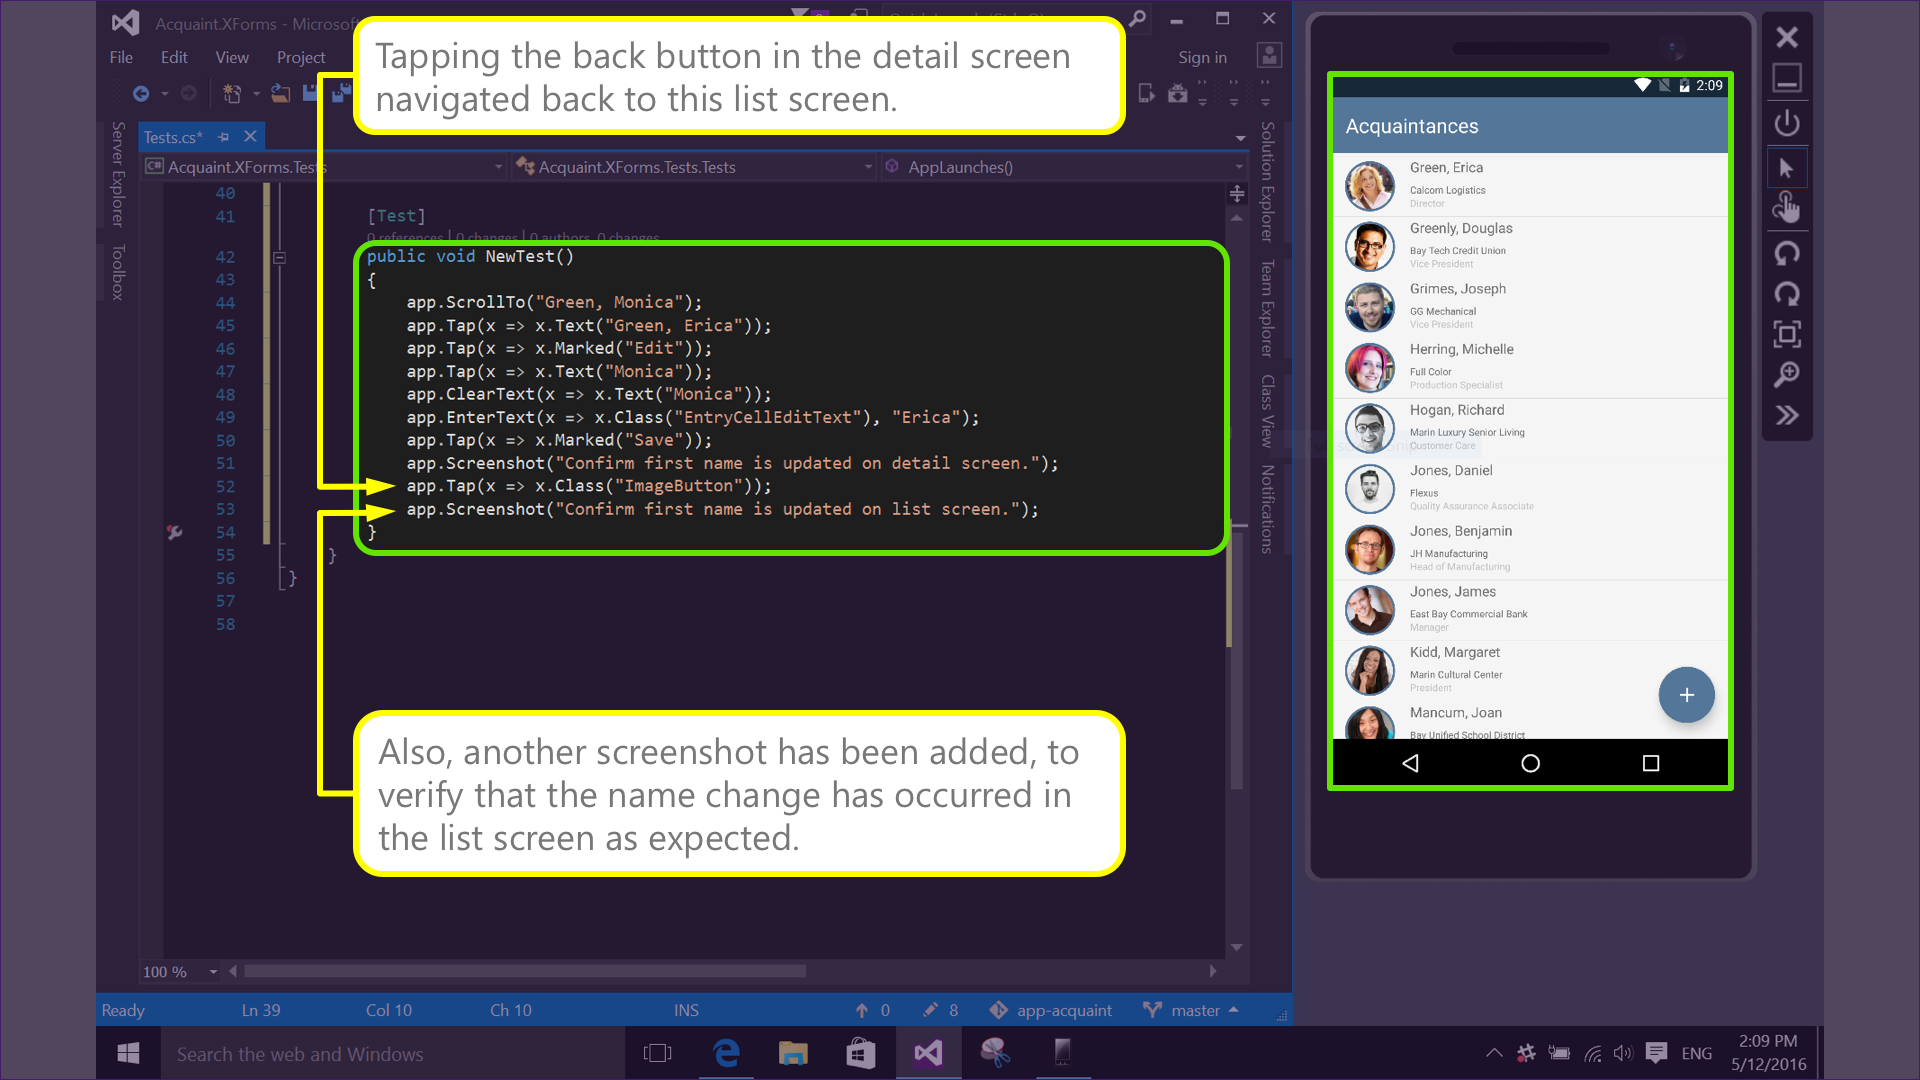 Acquaint.XForms - Microsof
File Edit View Project
Sign in
Tapping the back button in the detail screen
navigated back to this list screen.
Server Explorer
Toolbox
Tests.cs*
Acquaint.XForms.Tests
Acquaint.XForms.Tests.Tests
AppLaunches()
40
41 [Test]
0 references | 0 changes | 0 authors, 0 changes
42 public void NewTest()
43 {
44 app.ScrollTo("Green, Monica");
45 app.Tap(x => x.Text("Green, Erica"));
46 app.Tap(x => x.Marked("Edit"));
47 app.Tap(x => x.Text("Monica"));
48 app.ClearText(x => x.Text("Monica"));
49 app.EnterText(x => x.Class("EntryCellEditText"), "Erica");
50 app.Tap(x => x.Marked("Save"));
51 app.Screenshot("Confirm first name is updated on detail screen.");
52 app.Tap(x => x.Class("ImageButton"));
53 app.Screenshot("Confirm first name is updated on list screen.");
54 }
55 }
56 }
57
58
Also, another screenshot has been added, to
verify that the name change has occurred in
the list screen as expected.
Solution Explorer
Team Explorer
Class View
Notifications
100 %
Ready Ln 39 Col 10 Ch 10 INS 0 8 app-acquaint master
2:09
Acquaintances
Green, Erica
Calcom Logistics
Director
Greenly, Douglas
Bay Tech Credit Union
Vice President
Grimes, Joseph
GG Mechanical
Vice President
Herring, Michelle
Full Color
Production Specialist
Hogan, Richard
Marin Luxury Senior Living
Customer Care
Jones, Daniel
Flexus
Quality Assurance Associate
Jones, Benjamin
JH Manufacturing
Head of Manufacturing
Jones, James
East Bay Commercial Bank
Manager
Kidd, Margaret
Marin Cultural Center
President
Mancum, Joan
Bay Unified School District
Search the web and Windows
ENG
2:09 PM
5/12/2016